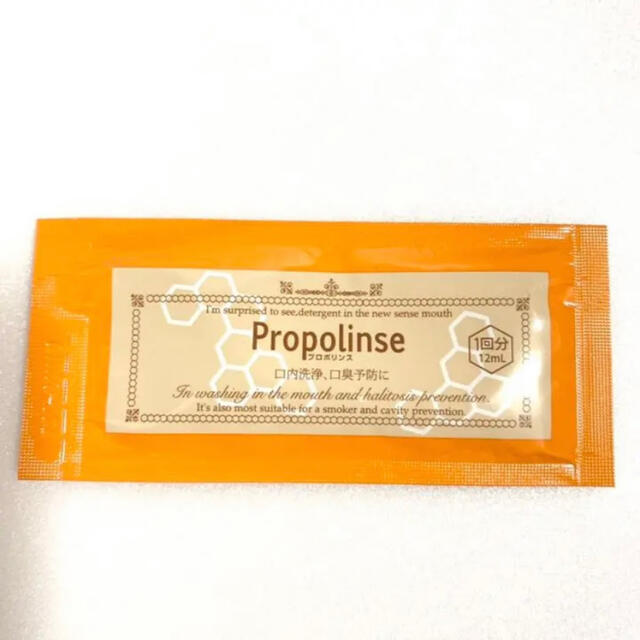 I'm surprised to see,detergent in the new sense mouth
Propolinse
プロポリンス
1回分
12mL
口内洗浄、口臭予防に
In washing in the mouth and halitosis prevention.
It's also most suitable for a smoker and cavity prevention.